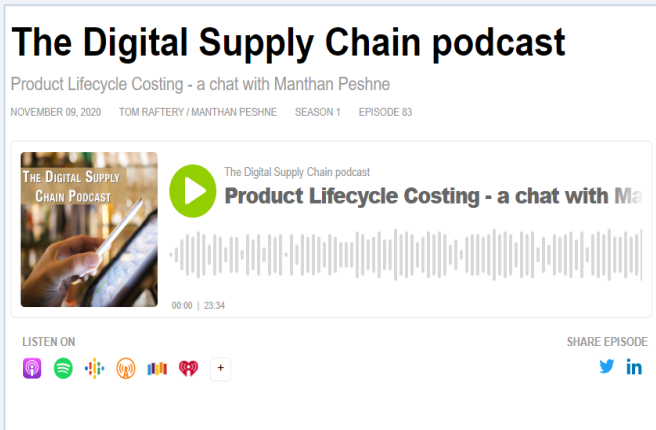 The Digital Supply Chain podcast
Product Lifecycle Costing - a chat with Manthan Peshne
NOVEMBER 09, 2020 TOM RAFTERY / MANTHAN PESHNE SEASON 1 EPISODE 83
THE DIGITAL SUPPLY
CHAIN PODCAST
The Digital Supply Chain podcast
Product Lifecycle Costing - a chat with Ma
00:00 | 23:34
LISTEN ON
SHARE EPISODE
+
in